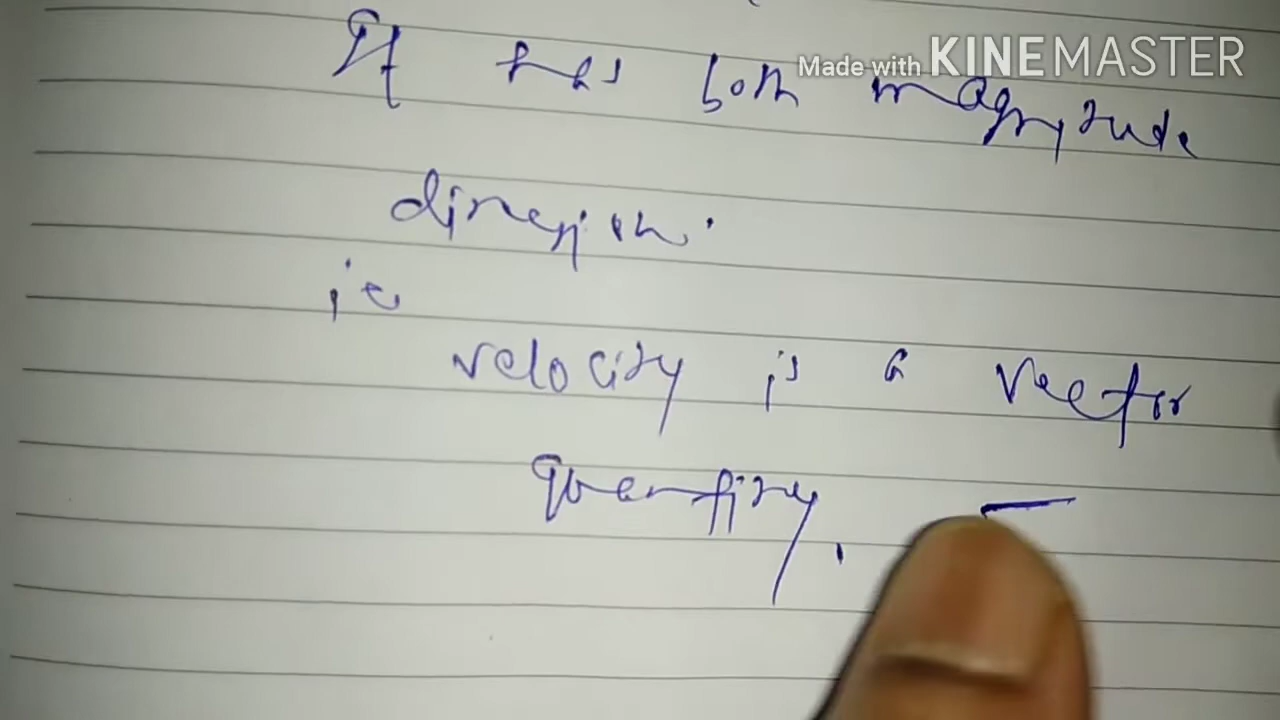 Made with KINEMASTER
It has both magnitude
direction.
ie
velocity is a vector
quantity.